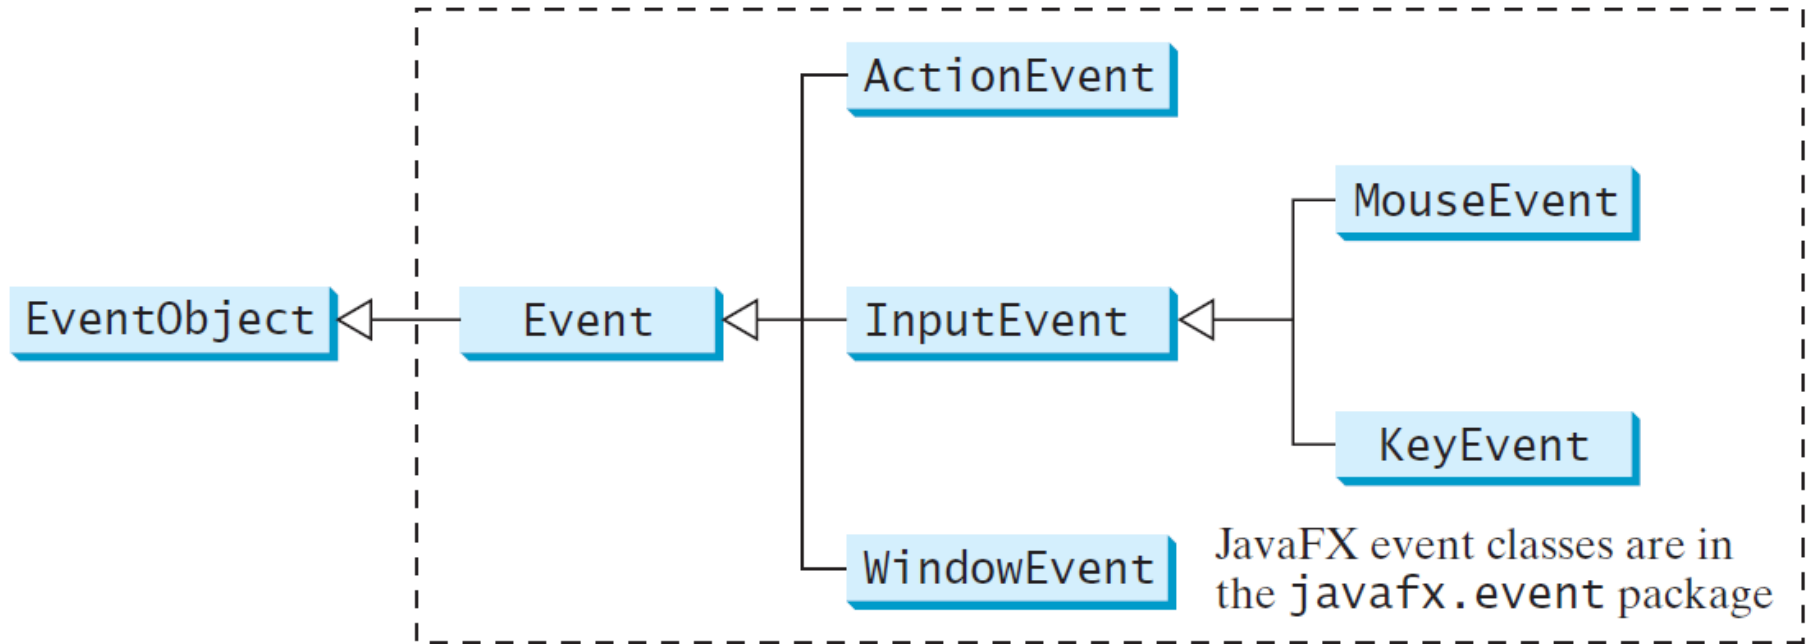 ActionEvent
MouseEvent
EventObject
Event
InputEvent
KeyEvent
WindowEvent
JavaFX event classes are in
the javafx.event package